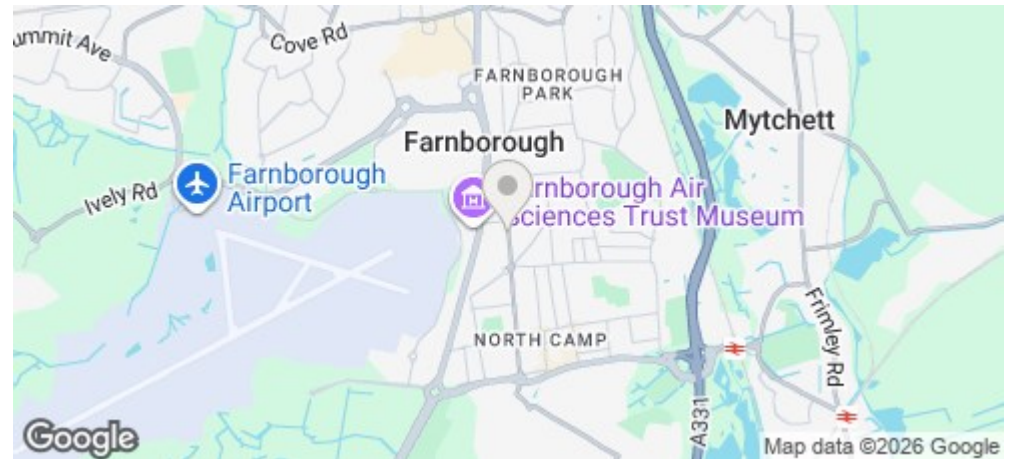 ummit Ave
Cove Rd
FARNBOROUGH
PARK
Farnborough
Mytchett
Ively Rd
Farnborough
Airport
rnborough Air
Sciences Trust Museum
Frimley Rd
NORTH CAMP
A331
Google
Map data ©2026 Google